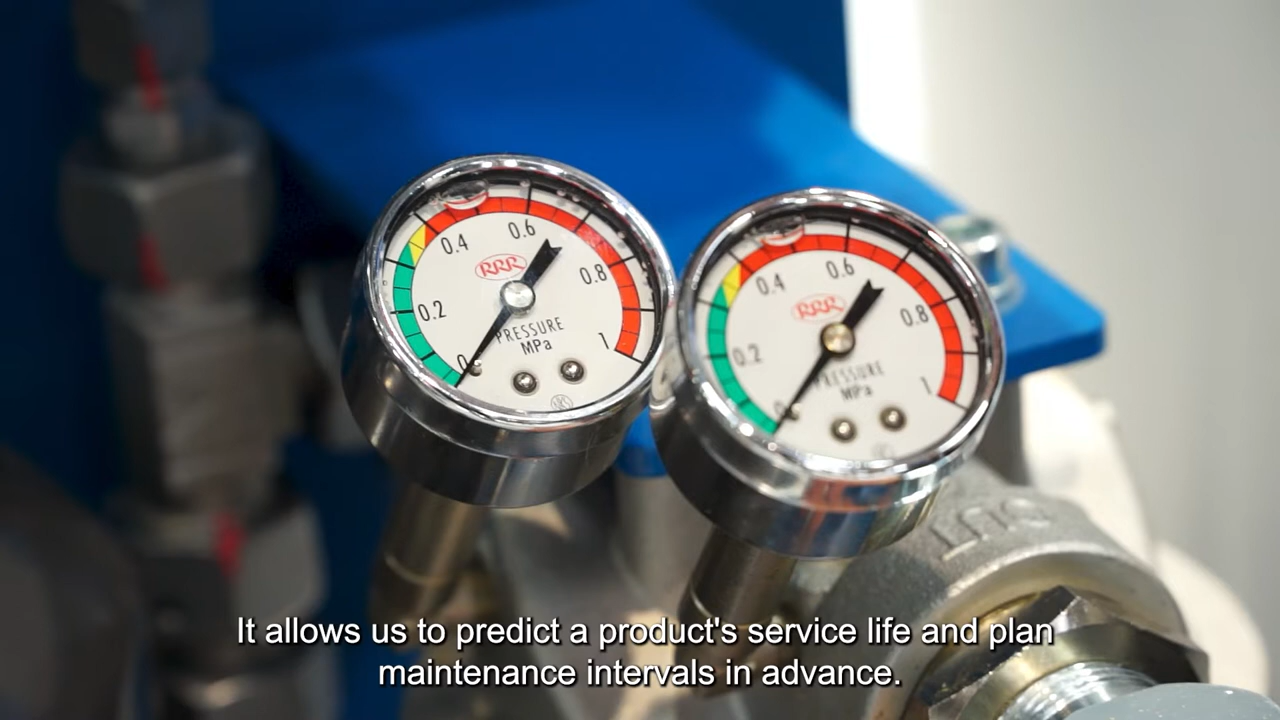 0.6
0.4
0.8
RRR
0.2
PRESSURE
MPa
0
1
0.6
0.4
0.8
RRR
0.2
PRESSURE
MPa
0
1
OUT
It allows us to predict a product's service life and plan
maintenance intervals in advance.